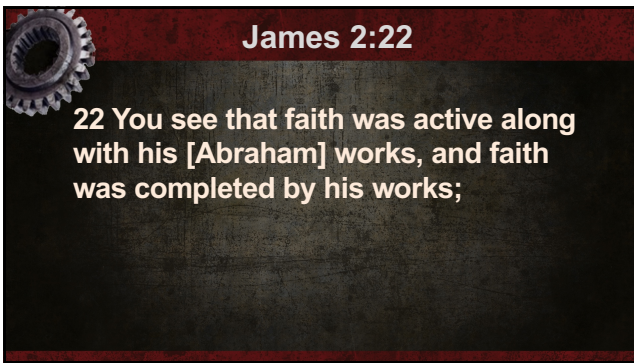 James 2:22
22 You see that faith was active along
with his [Abraham] works, and faith
was completed by his works;